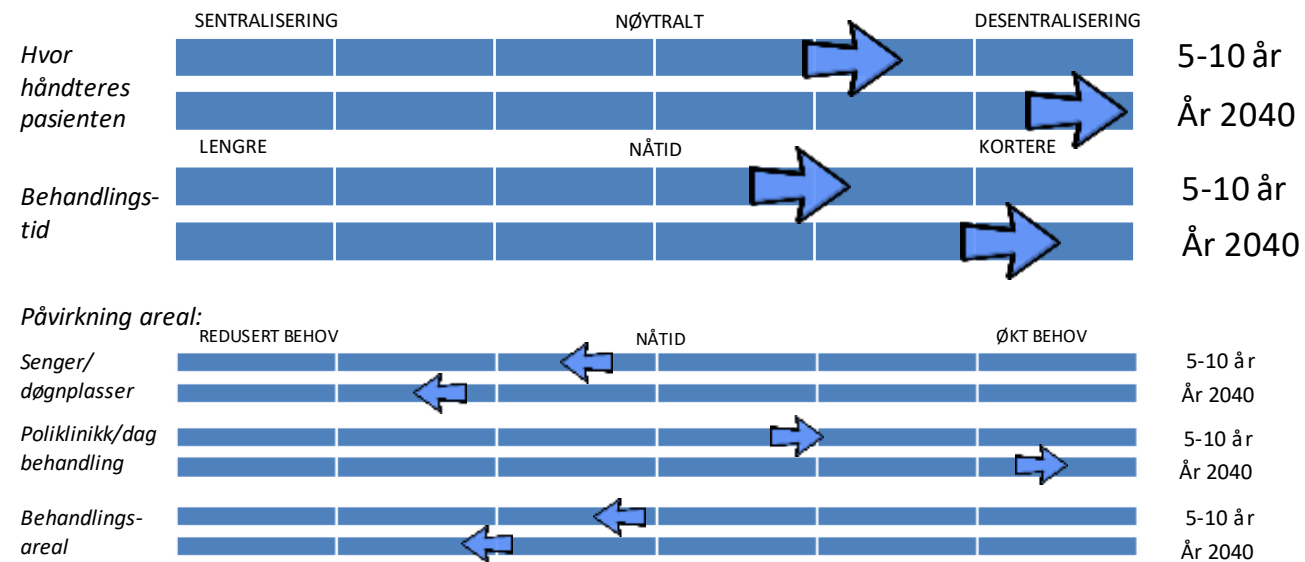 SENTRALISERING NØYTRALT DESENTRALISERING
Hvor
håndteres
pasienten
5-10 år
År 2040
LENGRE NÅTID KORTERE
Behandlings-
tid
5-10 år
År 2040
Påvirkning areal:
REDUSERT BEHOV NÅTID ØKT BEHOV
Senger/
døgnplasser
5-10 år
År 2040
Poliklinikk/dag
behandling
5-10 år
År 2040
Behandlings-
areal
5-10 år
År 2040